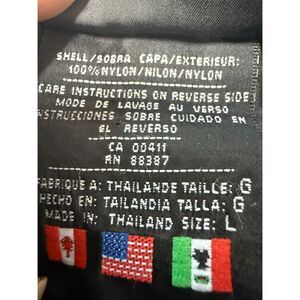 SHELL/SOBRA CAPA/EXTERIEUR:
100%NYLON/NILON/NYLON
CARE INSTRUCTIONS ON REVERSE SIDE
MODE DE LAVAGE AU VERSO
INSTRUCCIONES SOBRE CUIDADO EN
EL REVERSO
CA 00411
RN 88387
FABRIQUE A: THAILANDE TAILLE: G
HECHO EN: TAILANDIA TALLA: G
MADE IN: THAILAND SIZE: L